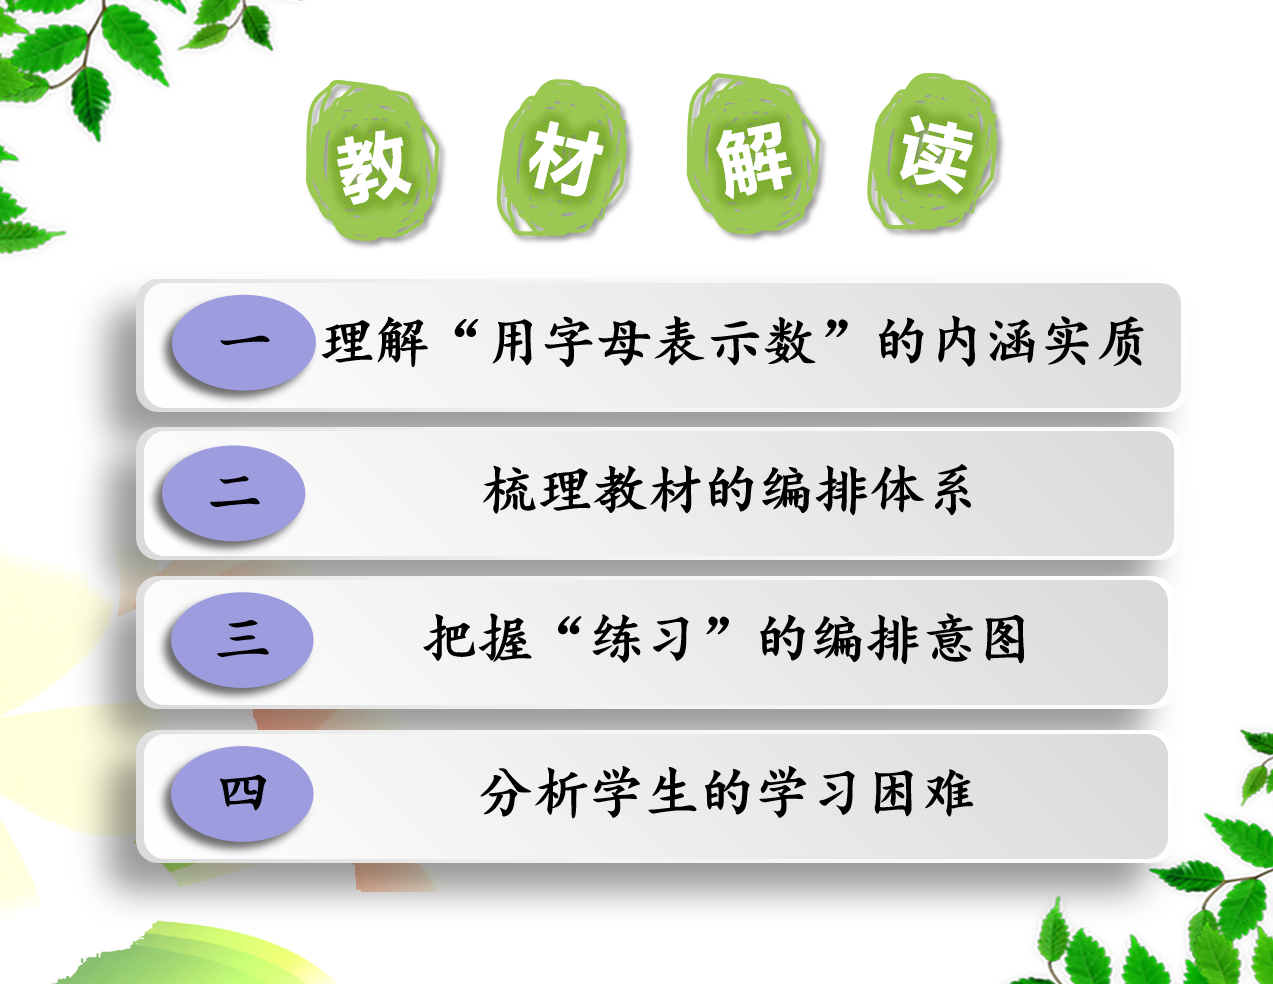 教材解读
一 理解“用字母表示数”的内涵实质
二 梳理教材的编排体系
三 把握“练习”的编排意图
四 分析学生的学习困难